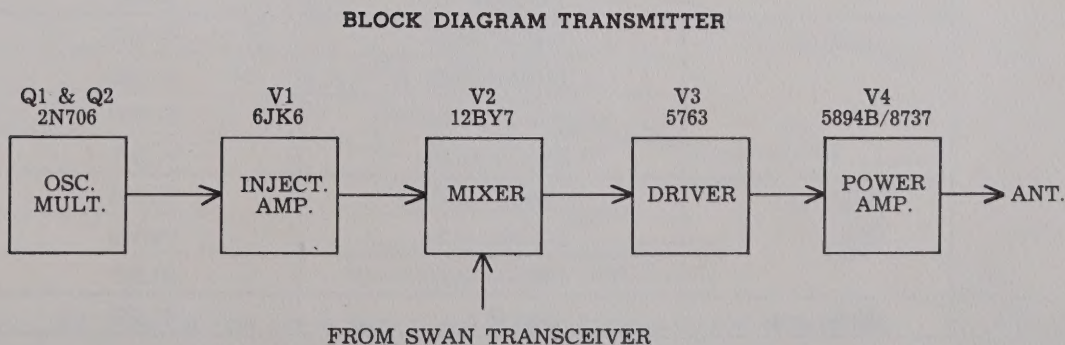 BLOCK DIAGRAM TRANSMITTER
Q1 & Q2
2N706
OSC.
MULT.
V1
6JK6
INJECT.
AMP.
V2
12BY7
MIXER
V3
5763
DRIVER
V4
5894B/8737
POWER
AMP.
ANT.
FROM SWAN TRANSCEIVER